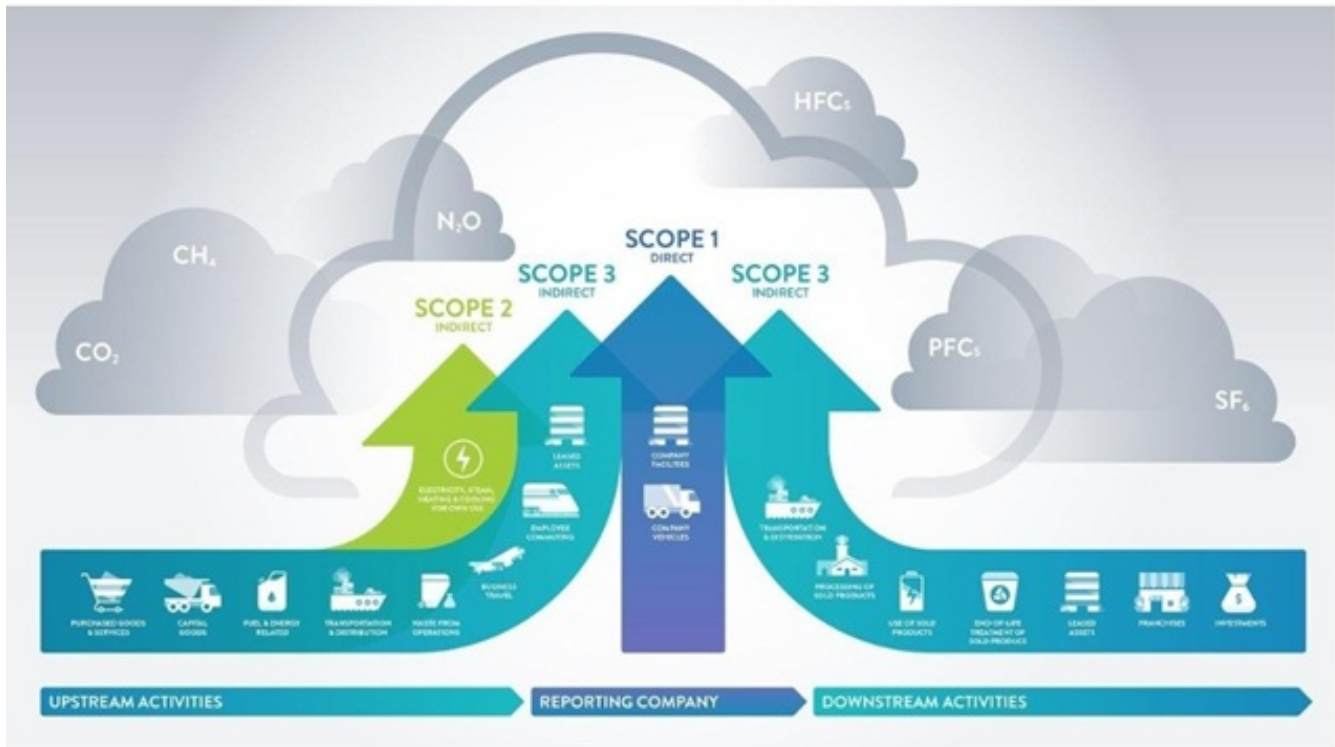 HFCs
N₂O
CH₄
SCOPE 1
DIRECT
SCOPE 3
INDIRECT
SCOPE 3
INDIRECT
SCOPE 2
INDIRECT
CO₂
PFCs
SF₆
ELECTRICITY, STEAM,
HEATING & COOLING
FOR OWN USE
LEASED
ASSETS
COMPANY
FACILITIES
EMPLOYEE
COMMUTING
COMPANY
VEHICLES
TRANSPORTATION
& DISTRIBUTION
BUSINESS
TRAVEL
PROCESSING OF
SOLD PRODUCTS
PURCHASED GOODS
& SERVICES
CAPITAL
GOODS
FUEL & ENERGY
RELATED
TRANSPORTATION
& DISTRIBUTION
WASTE FROM
OPERATIONS
USE OF SOLD
PRODUCTS
END-OF-LIFE
TREATMENT OF
SOLD PRODUCT
LEASED
ASSETS
FRANCHISES
INVESTMENTS
UPSTREAM ACTIVITIES
REPORTING COMPANY
DOWNSTREAM ACTIVITIES